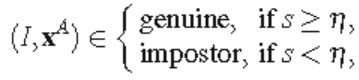 (I, x^A) ∈ { genuine, if s ≥ η,
impostor, if s < η,